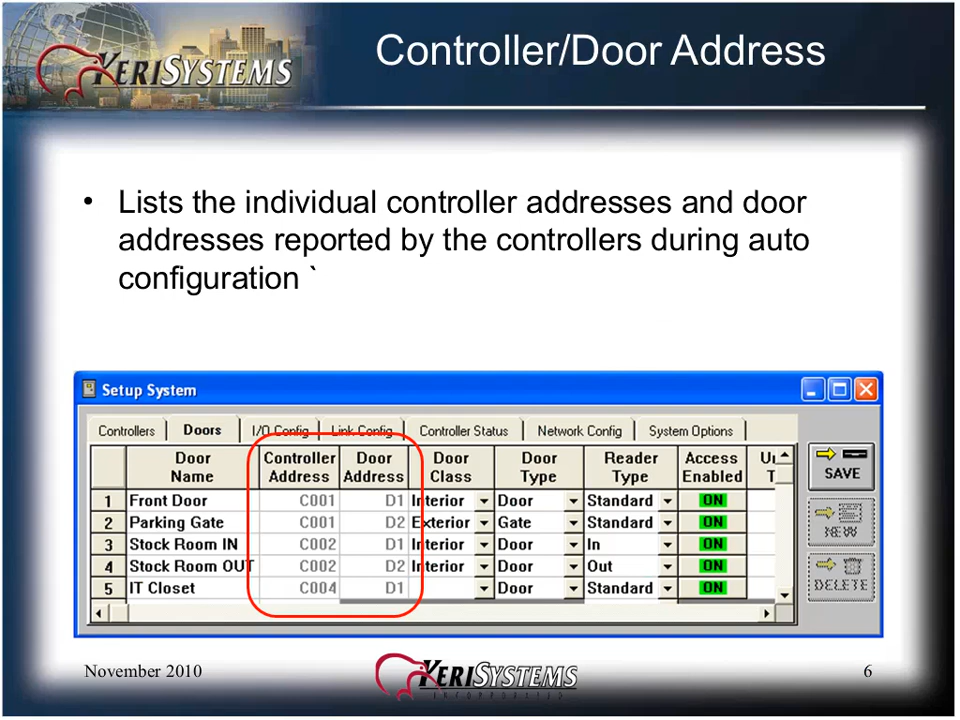 KERISYSTEMS
Controller/Door Address
• Lists the individual controller addresses and door
addresses reported by the controllers during auto
configuration `
Setup System
Controllers Doors I/O Config Link Config Controller Status Network Config System Options
Door Name Controller Address Door Address Door Class Door Type Reader Type Access Enabled
1 Front Door C001 D1 Interior Door Standard ON
2 Parking Gate C001 D2 Exterior Gate Standard ON
3 Stock Room IN C002 D1 Interior Door In ON
4 Stock Room OUT C002 D2 Interior Door Out ON
5 IT Closet C004 D1 Door Standard ON
SAVE
NEW
DELETE
November 2010
KERISYSTEMS
INCORPORATED
6